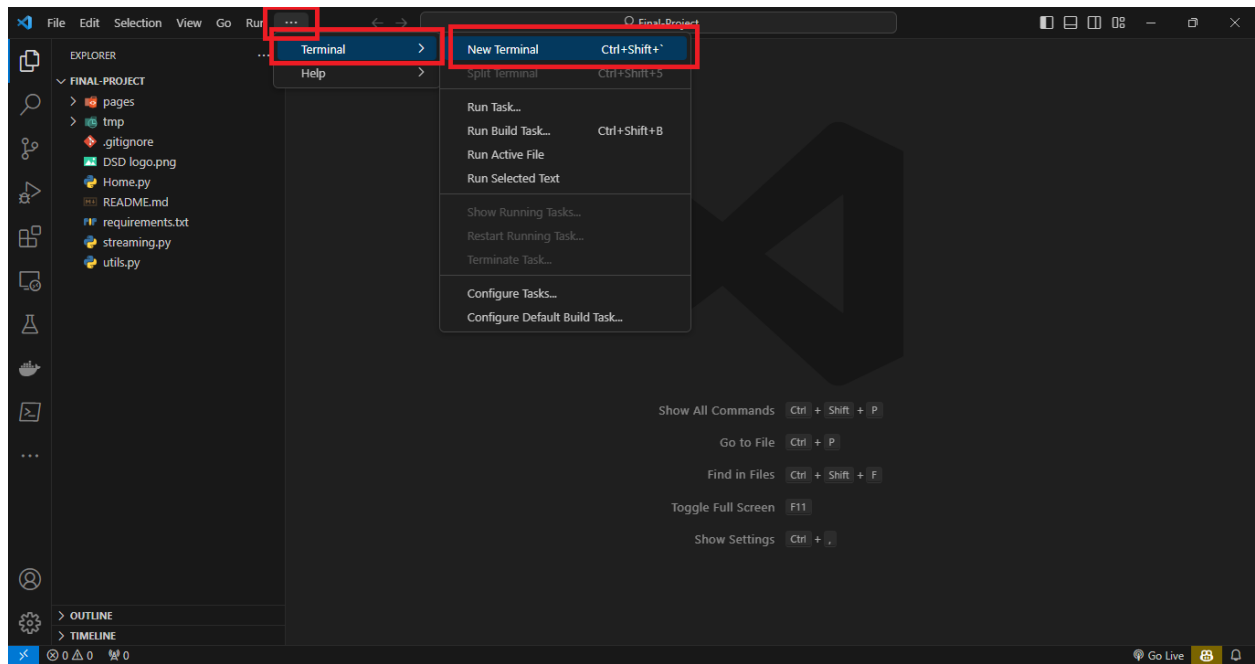 File Edit Selection View Go Run ... Final-Project
EXPLORER ...
FINAL-PROJECT
pages
tmp
.gitignore
DSD logo.png
Home.py
README.md
requirements.txt
streaming.py
utils.py
OUTLINE
TIMELINE
Terminal
Help
New Terminal Ctrl+Shift+`
Split Terminal Ctrl+Shift+5
Run Task...
Run Build Task... Ctrl+Shift+B
Run Active File
Run Selected Text
Show Running Tasks...
Restart Running Task...
Terminate Task...
Configure Tasks...
Configure Default Build Task...
Show All Commands Ctrl + Shift + P
Go to File Ctrl + P
Find in Files Ctrl + Shift + F
Toggle Full Screen F11
Show Settings Ctrl + ,
0 0 0 Go Live